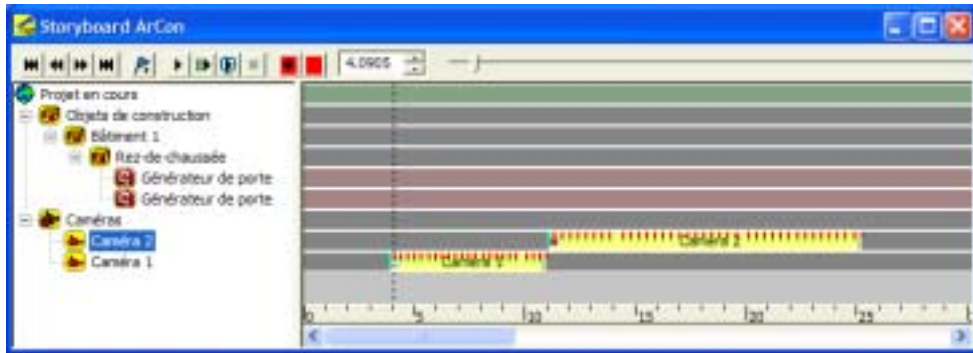 Storyboard ArCon
4.0905
Projet en cours
Objets de construction
Bâtiment 1
Rez-de-chaussée
Générateur de porte
Générateur de porte
Caméras
Caméra 2
Caméra 2
Caméra 1
Caméra 1
0 5 10 15 20 25